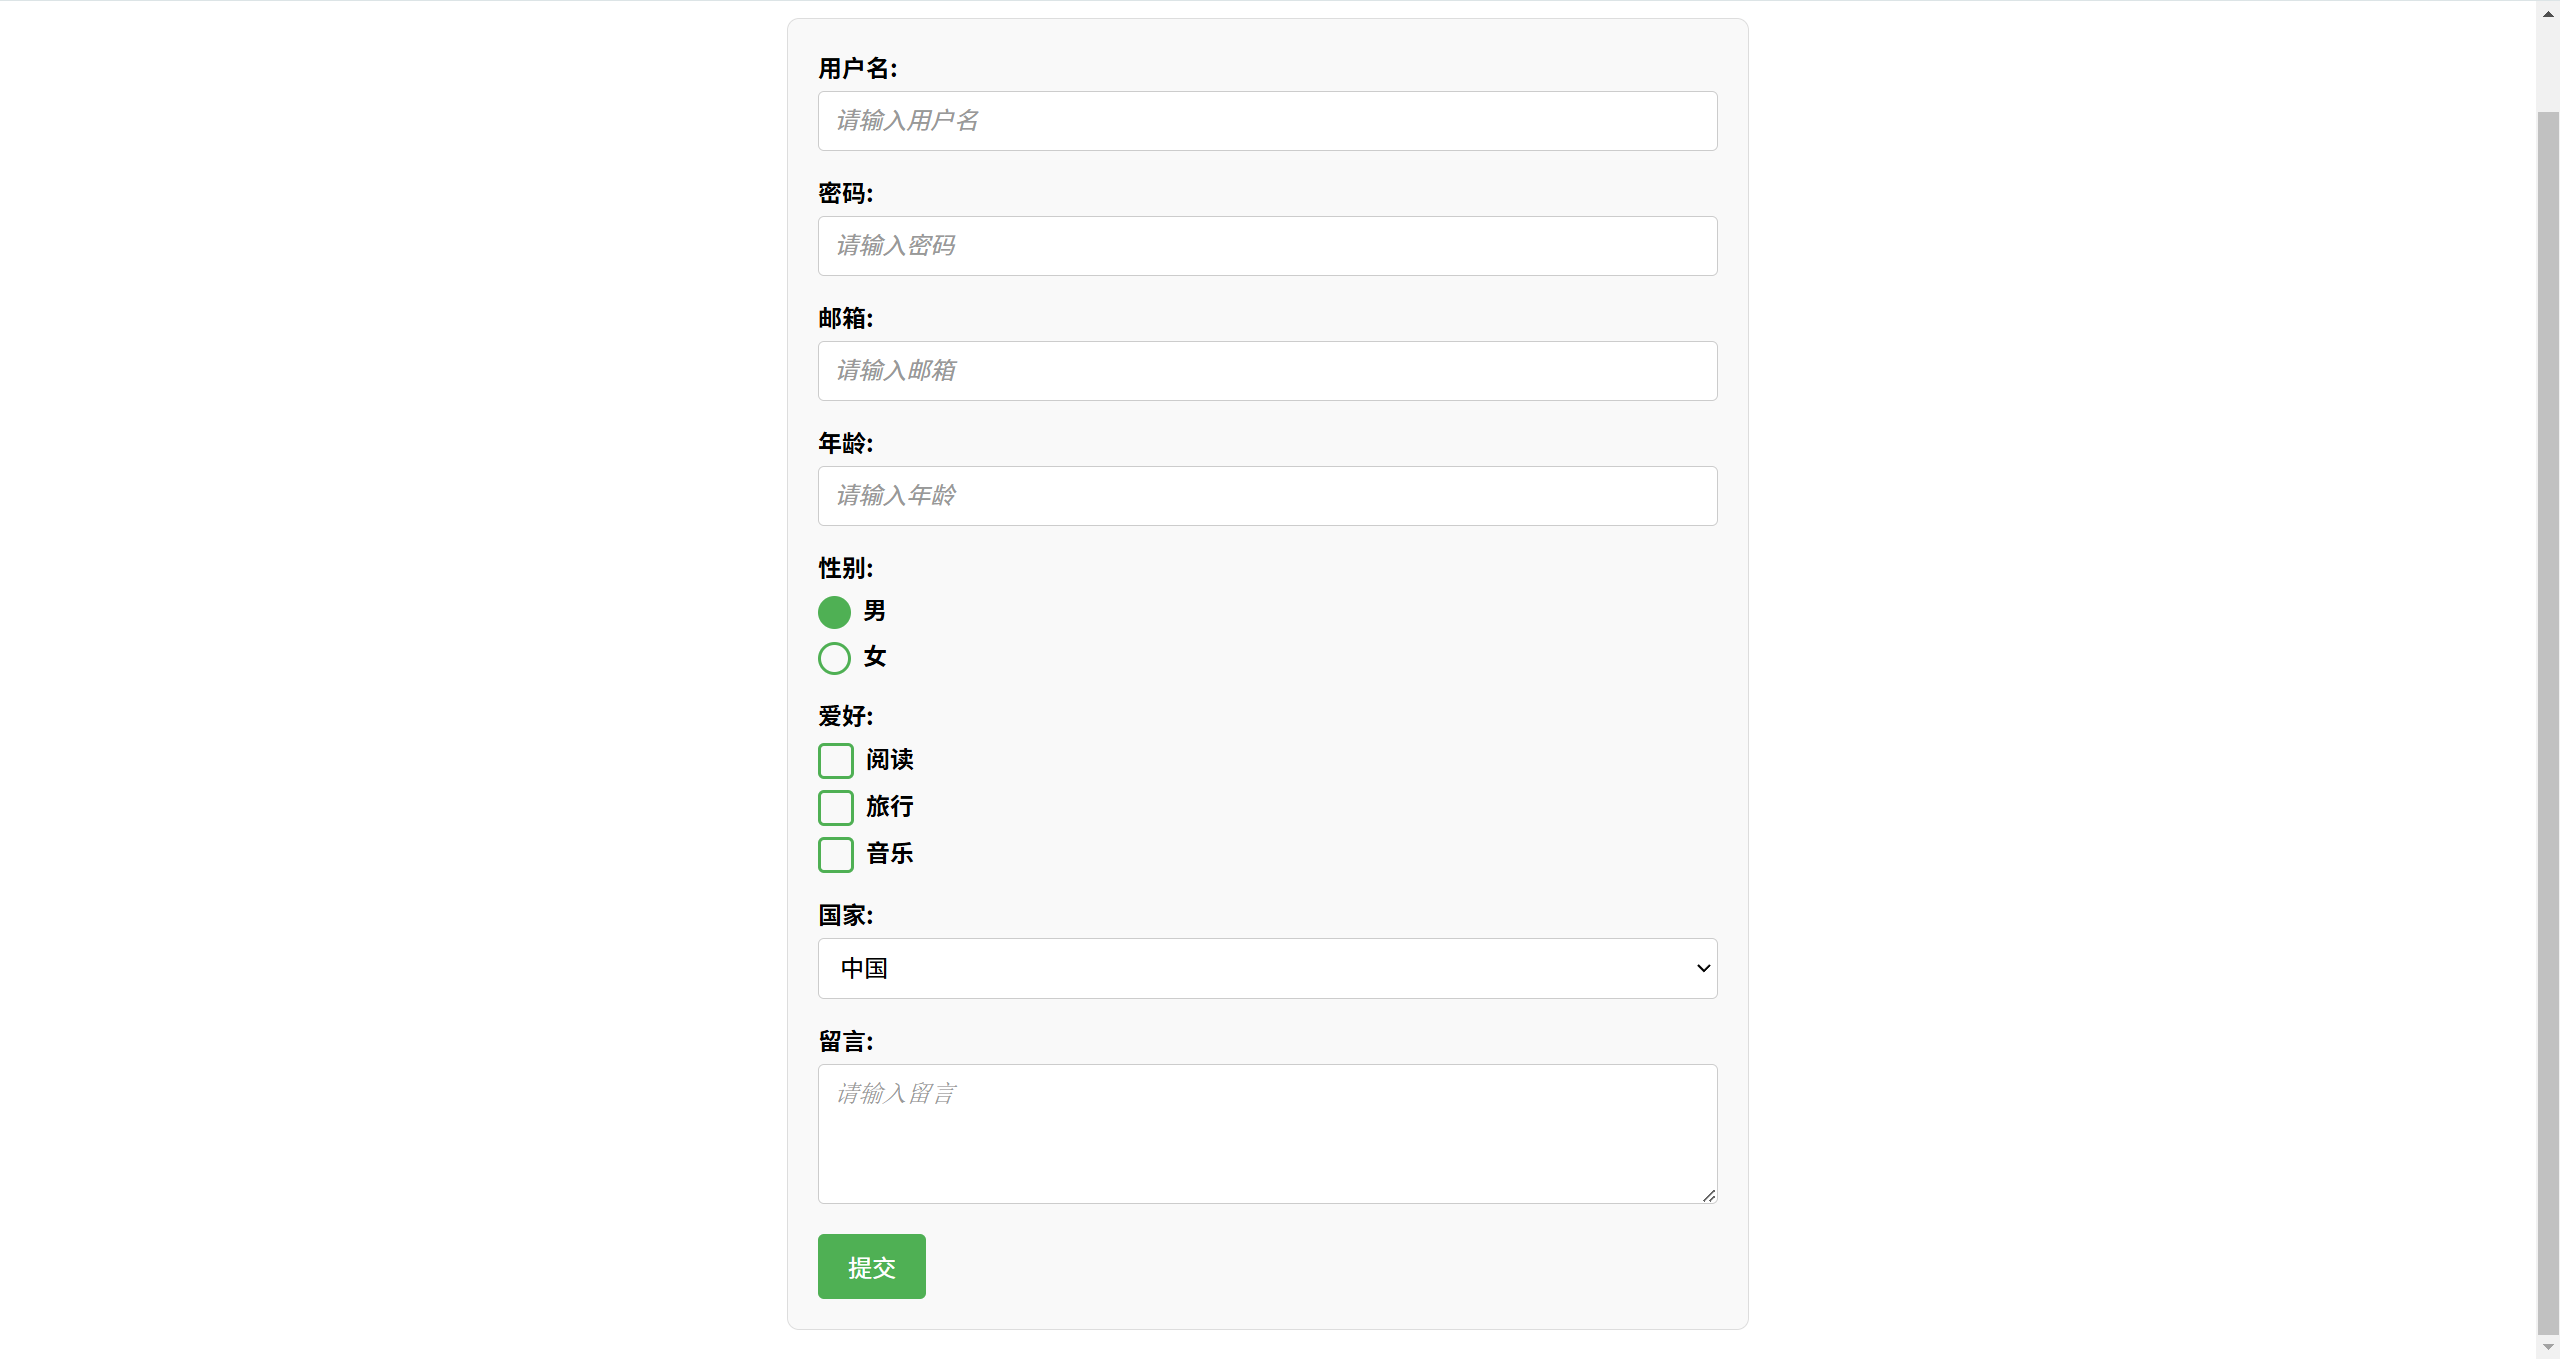 用户名:
请输入用户名
密码:
请输入密码
邮箱:
请输入邮箱
年龄:
请输入年龄
性别:
男
女
爱好:
阅读
旅行
音乐
国家:
中国
留言:
请输入留言
提交